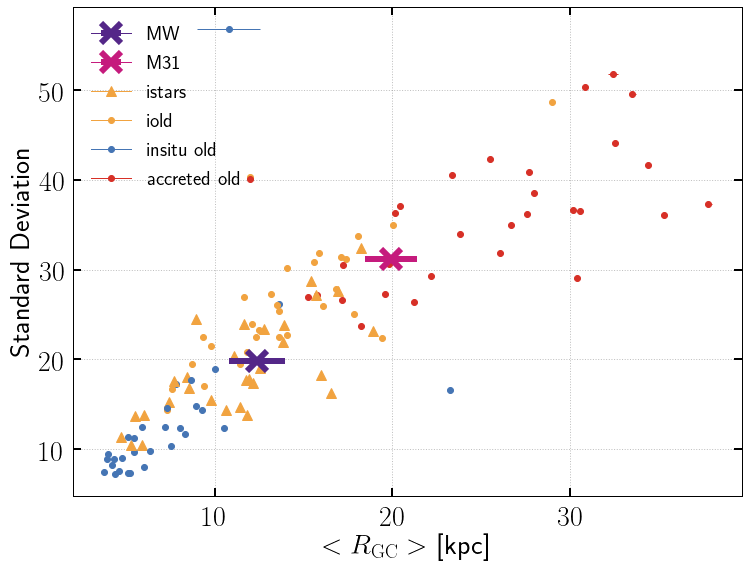 MW
M31
istars
iold
insitu old
accreted old
Standard Deviation
50
40
30
20
10
10 20 30
< R_GC > [kpc]